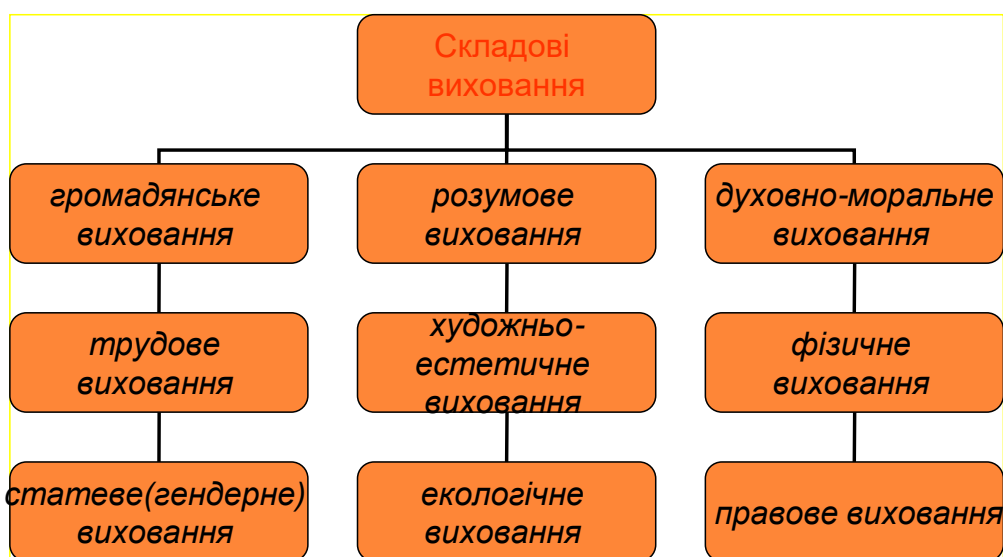 Складові
виховання
громадянське
виховання
розумове
виховання
духовно-моральне
виховання
трудове
виховання
художньо-
естетичне
виховання
фізичне
виховання
статеве(гендерне)
виховання
екологічне
виховання
правове виховання